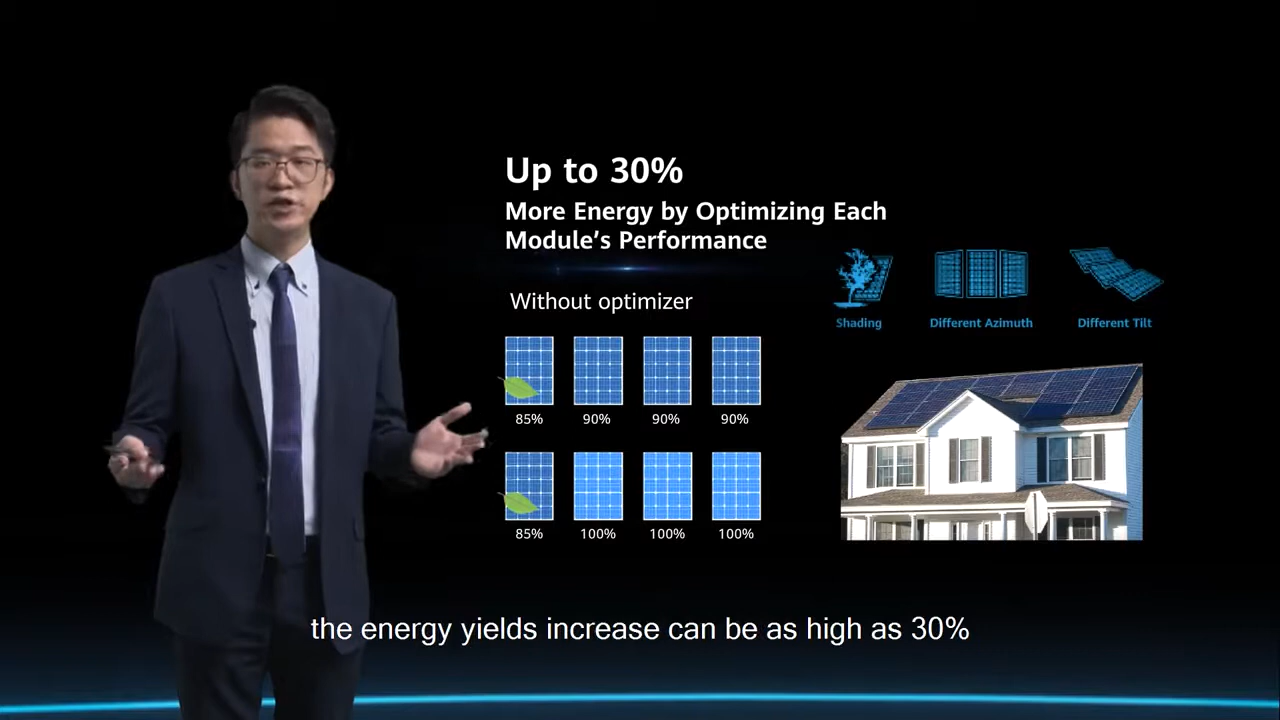 Up to 30%
More Energy by Optimizing Each
Module's Performance
Without optimizer
Shading
Different Azimuth
Different Tilt
85%
90%
90%
90%
85%
100%
100%
100%
the energy yields increase can be as high as 30%